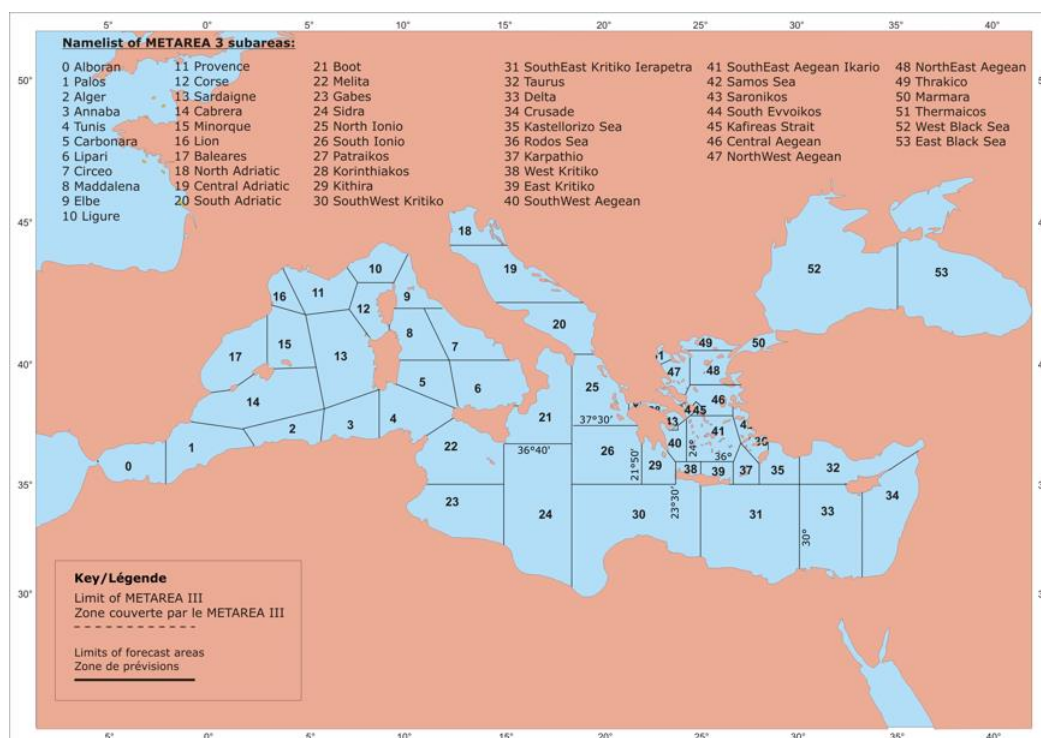 5° 0° 5° 10° 15° 20° 25° 30° 35° 40°
Namelist of METAREA 3 subareas:
0 Alboran
1 Palos
2 Alger
3 Annaba
4 Tunis
5 Carbonara
6 Lipari
7 Circeo
8 Maddalena
9 Elbe
10 Ligure
11 Provence
12 Corse
13 Sardaigne
14 Cabrera
15 Minorque
16 Lion
17 Baleares
18 North Adriatic
19 Central Adriatic
20 South Adriatic
21 Boot
22 Melita
23 Gabes
24 Sidra
25 North Ionio
26 South Ionio
27 Patraikos
28 Korinthiakos
29 Kithira
30 SouthWest Kritiko
31 SouthEast Kritiko Ierapetra
32 Taurus
33 Delta
34 Crusade
35 Kastellorizo Sea
36 Rodos Sea
37 Karpathio
38 West Kritiko
39 East Kritiko
40 SouthWest Aegean
41 SouthEast Aegean Ikario
42 Samos Sea
43 Saronikos
44 South Evvoikos
45 Kafireas Strait
46 Central Aegean
47 NorthWest Aegean
48 NorthEast Aegean
49 Thrakico
50 Marmara
51 Thermaicos
52 West Black Sea
53 East Black Sea
50°
45°
18
10 19 52 53
16 11 9
12
20
8 49 50
15 7
17 13
40°
47 48
5 25
6
14 46
45
21 37°30'
2 3 4 41
1 22 40 24°
36°40' 26 21°50' 36°
0 29 38 39 37 35 32
35°
23 23°30' 34
24 30 31 33
30°
Key/Légende
Limit of METAREA III
Zone couverte par le METAREA III
Limits of forecast areas
Zone de prévisions
30°
5° 0° 5° 10° 15° 20° 25° 30° 35° 40°